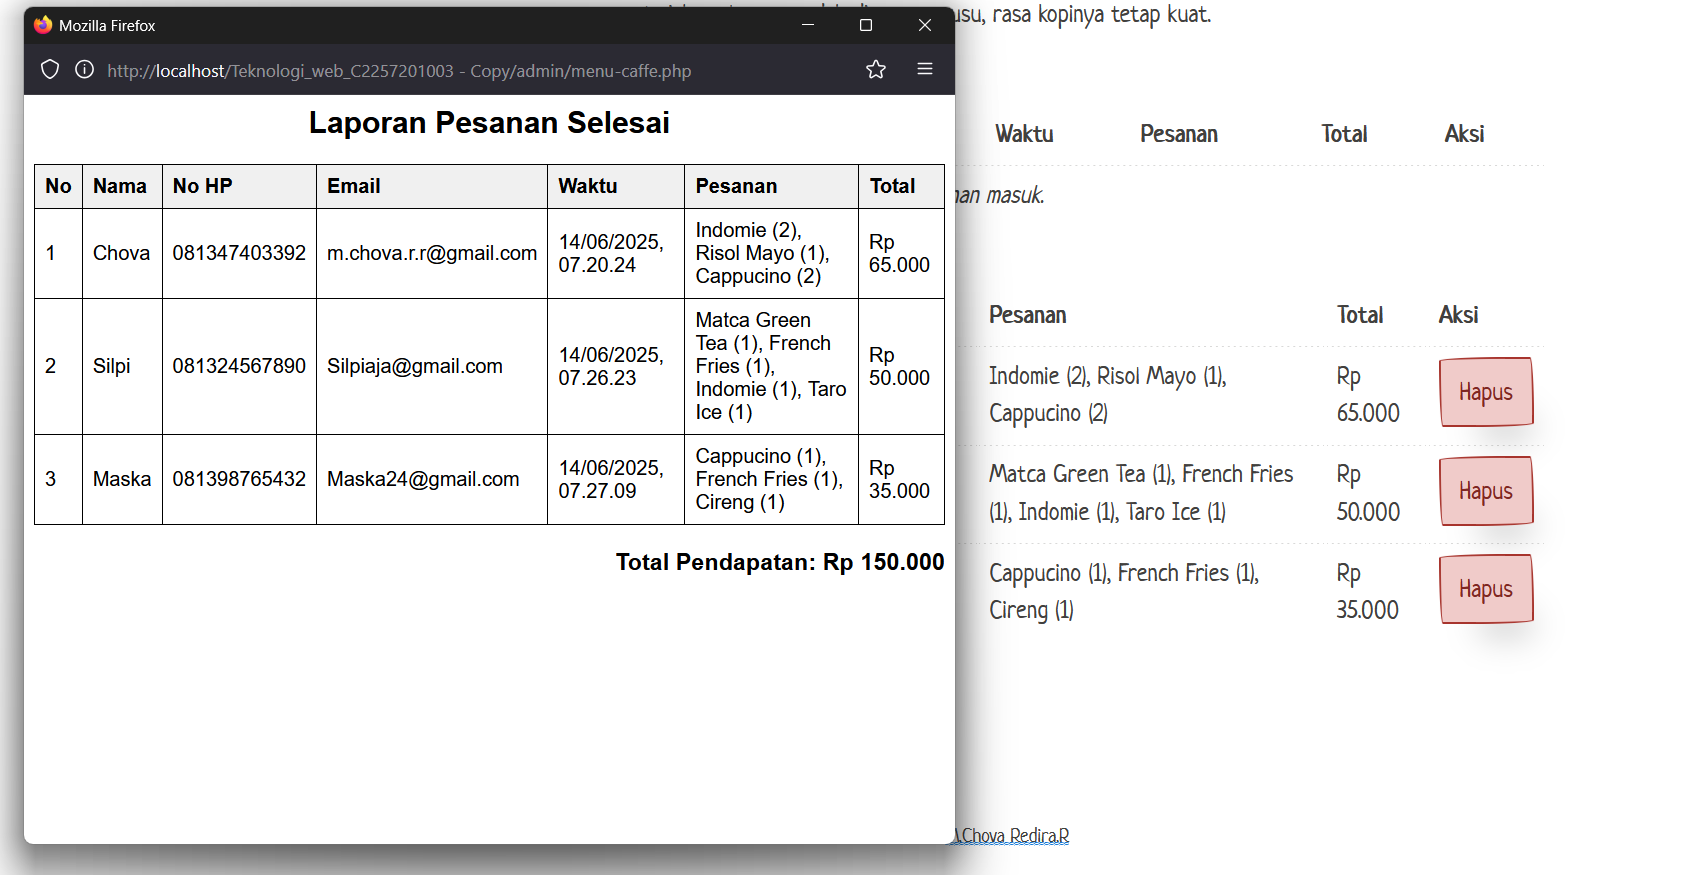 Mozilla Firefox
http://localhost/Teknologi_web_C2257201003 - Copy/admin/menu-caffe.php
Laporan Pesanan Selesai
No Nama No HP Email Waktu Pesanan Total
1 Chova 081347403392 m.chova.r.r@gmail.com 14/06/2025, 07.20.24 Indomie (2), Risol Mayo (1), Cappucino (2) Rp 65.000
2 Silpi 081324567890 Silpiaja@gmail.com 14/06/2025, 07.26.23 Matca Green Tea (1), French Fries (1), Indomie (1), Taro Ice (1) Rp 50.000
3 Maska 081398765432 Maska24@gmail.com 14/06/2025, 07.27.09 Cappucino (1), French Fries (1), Cireng (1) Rp 35.000
Total Pendapatan: Rp 150.000
rasa kopinya tetap kuat.
Waktu Pesanan Total Aksi
masuk.
Pesanan Total Aksi
Indomie (2), Risol Mayo (1), Rp Hapus
Cappucino (2) 65.000
Matca Green Tea (1), French Fries Rp Hapus
(1), Indomie (1), Taro Ice (1) 50.000
Cappucino (1), French Fries (1), Rp Hapus
Cireng (1) 35.000
.Chova Redira.R